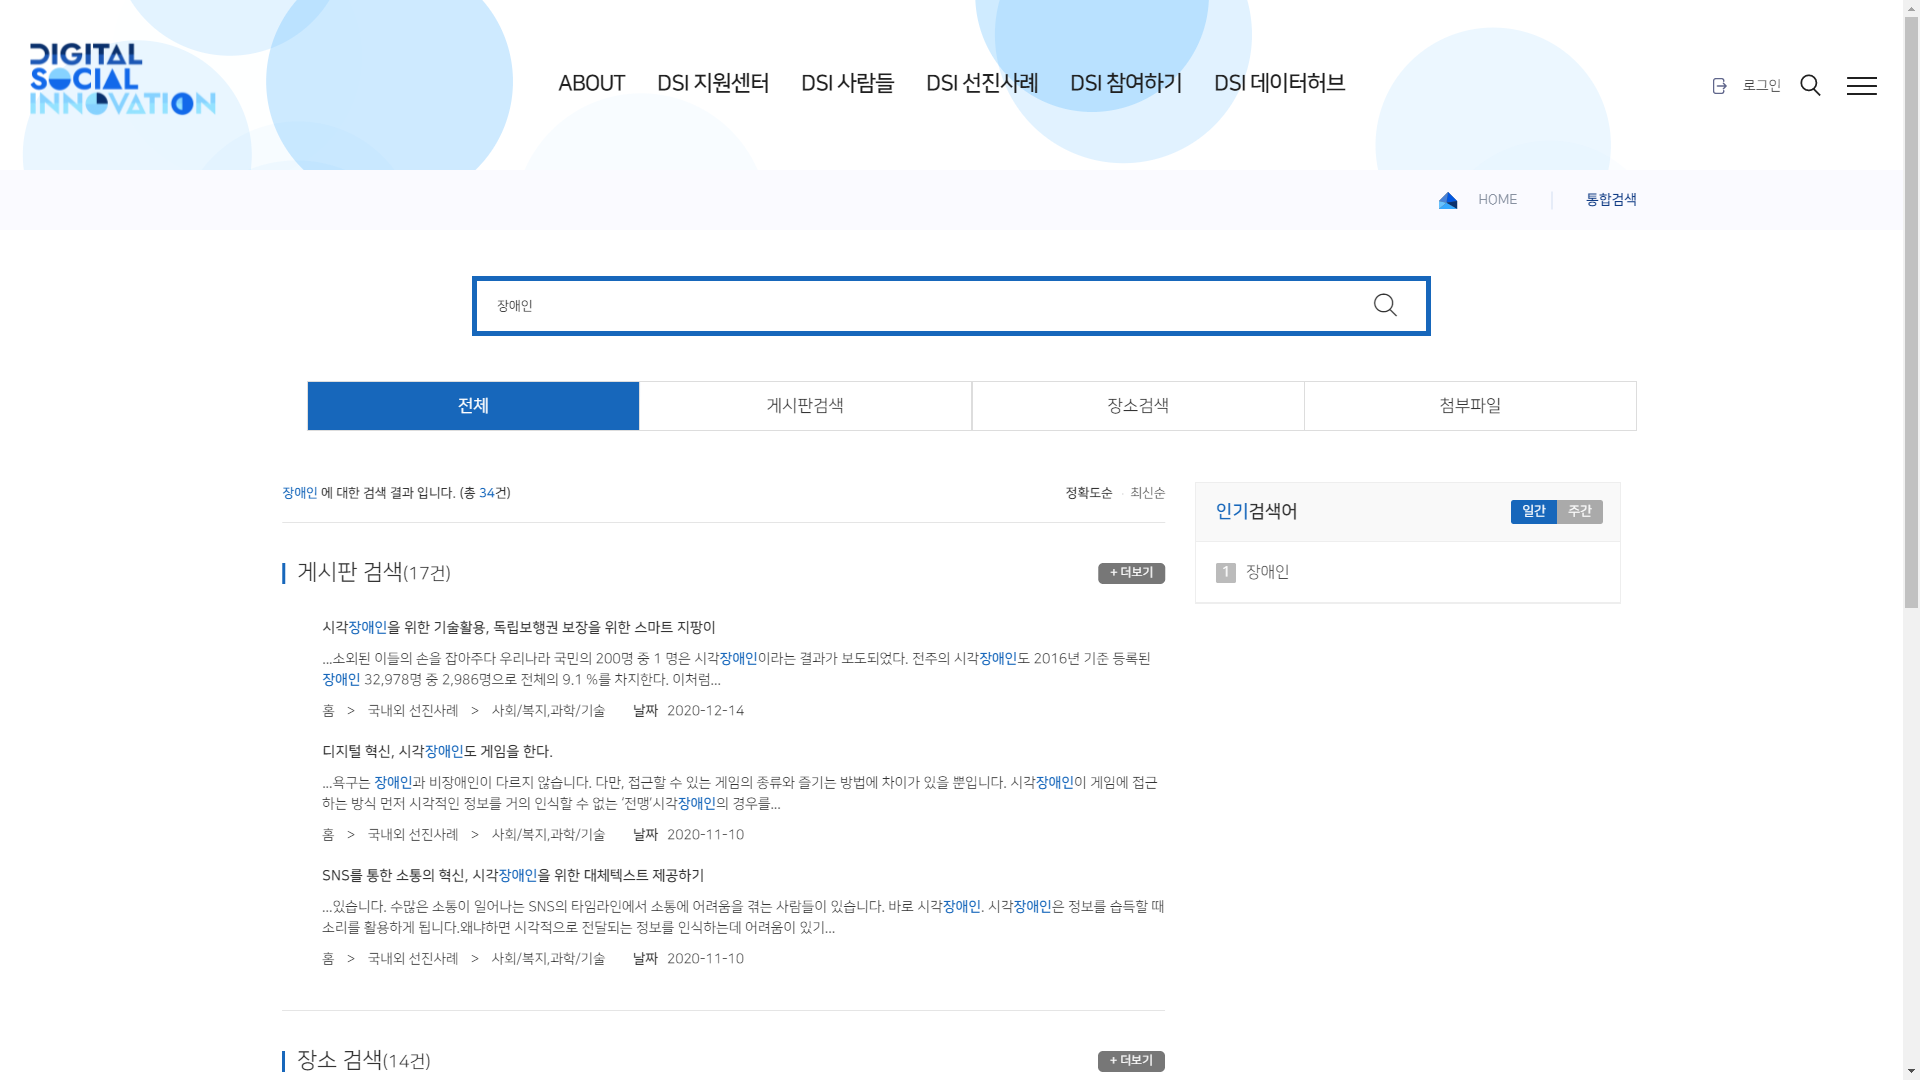 DIGITAL
SOCIAL
INNOVATION
ABOUT DSI 지원센터 DSI 사람들 DSI 선진사례 DSI 참여하기 DSI 데이터허브
로그인
HOME 통합검색
장애인
전체 게시판검색 장소검색 첨부파일
장애인 에 대한 검색 결과 입니다. (총 34건)
정확도순 최신순
인기검색어
일간 주간
1 장애인
게시판 검색(17건)
+ 더보기
시각장애인을 위한 기술활용, 독립보행권 보장을 위한 스마트 지팡이
...소외된 이들의 손을 잡아주다 우리나라 국민의 200명 중 1 명은 시각장애인이라는 결과가 보도되었다. 전주의 시각장애인도 2016년 기준 등록된
장애인 32,978명 중 2,986명으로 전체의 9.1 %를 차지한다. 이처럼...
홈 > 국내외 선진사례 > 사회/복지,과학/기술 날짜 2020-12-14
디지털 혁신, 시각장애인도 게임을 한다.
...욕구는 장애인과 비장애인이 다르지 않습니다. 다만, 접근할 수 있는 게임의 종류와 즐기는 방법에 차이가 있을 뿐입니다. 시각장애인이 게임에 접근
하는 방식 먼저 시각적인 정보를 거의 인식할 수 없는 '전맹'시각장애인의 경우를...
홈 > 국내외 선진사례 > 사회/복지,과학/기술 날짜 2020-11-10
SNS를 통한 소통의 혁신, 시각장애인을 위한 대체텍스트 제공하기
...있습니다. 수많은 소통이 일어나는 SNS의 타임라인에서 소통에 어려움을 겪는 사람들이 있습니다. 바로 시각장애인. 시각장애인은 정보를 습득할 때
소리를 활용하게 됩니다.왜냐하면 시각적으로 전달되는 정보를 인식하는데 어려움이 있기...
홈 > 국내외 선진사례 > 사회/복지,과학/기술 날짜 2020-11-10
장소 검색(14건)
+ 더보기